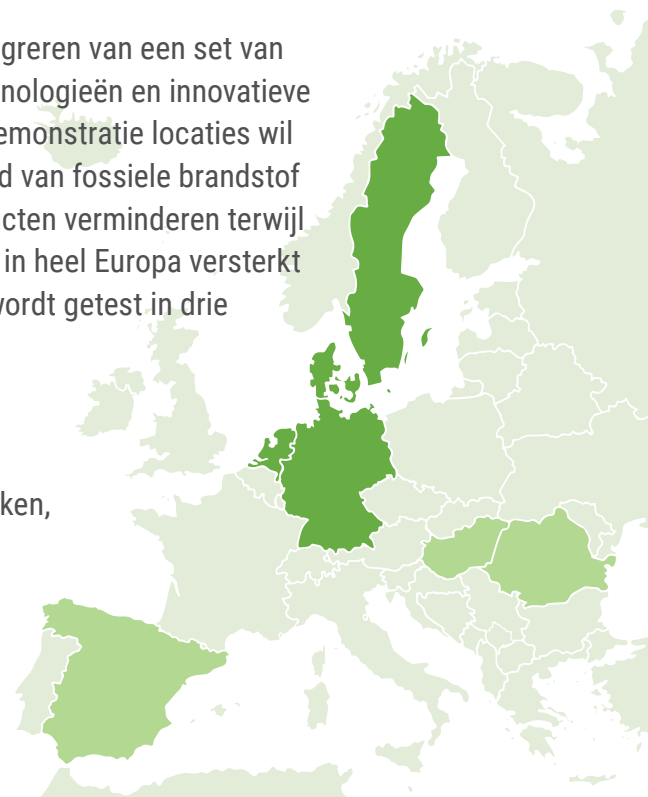 greren van een set van
nologieën en innovatieve
emonstratie locaties wil
d van fossiele brandstof
cten verminderen terwijl
in heel Europa versterkt
wordt getest in drie
ken,